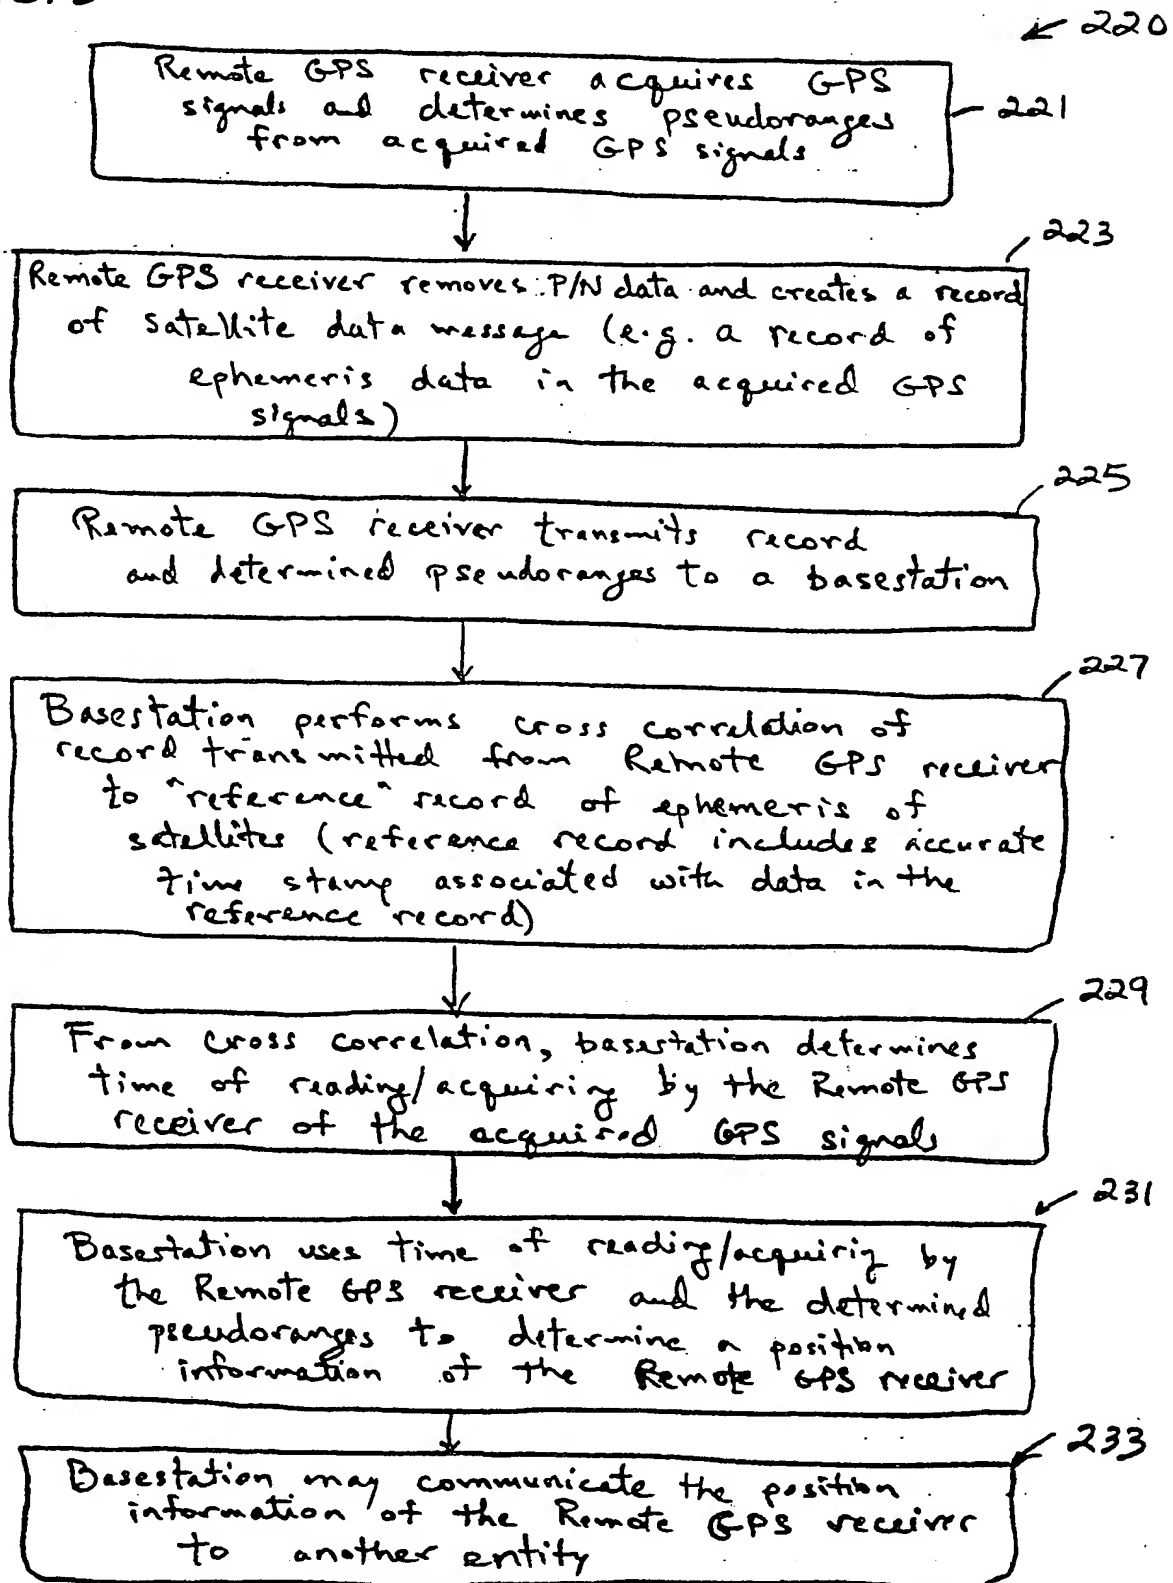 220
Remote GPS receiver acquires GPS
signals and determines pseudoranges
from acquired GPS signals
221
223
Remote GPS receiver removes P/N data and creates a record
of satellite data message (e.g. a record of
ephemeris data in the acquired GPS
signals)
225
Remote GPS receiver transmits record
and determined pseudoranges to a basestation
227
Basestation performs cross correlation of
record transmitted from Remote GPS receiver
to "reference" record of ephemeris of
satellites (reference record includes accurate
time stamp associated with data in the
reference record)
229
From cross correlation, basestation determines
time of reading/acquiring by the Remote GPS
receiver of the acquired GPS signals
231
Basestation uses time of reading/acquirig by
the Remote GPS receiver and the determined
pseudoranges to determine a position
information of the Remote GPS receiver
233
Basestation may communicate the position
information of the Remote GPS receiver
to another entity